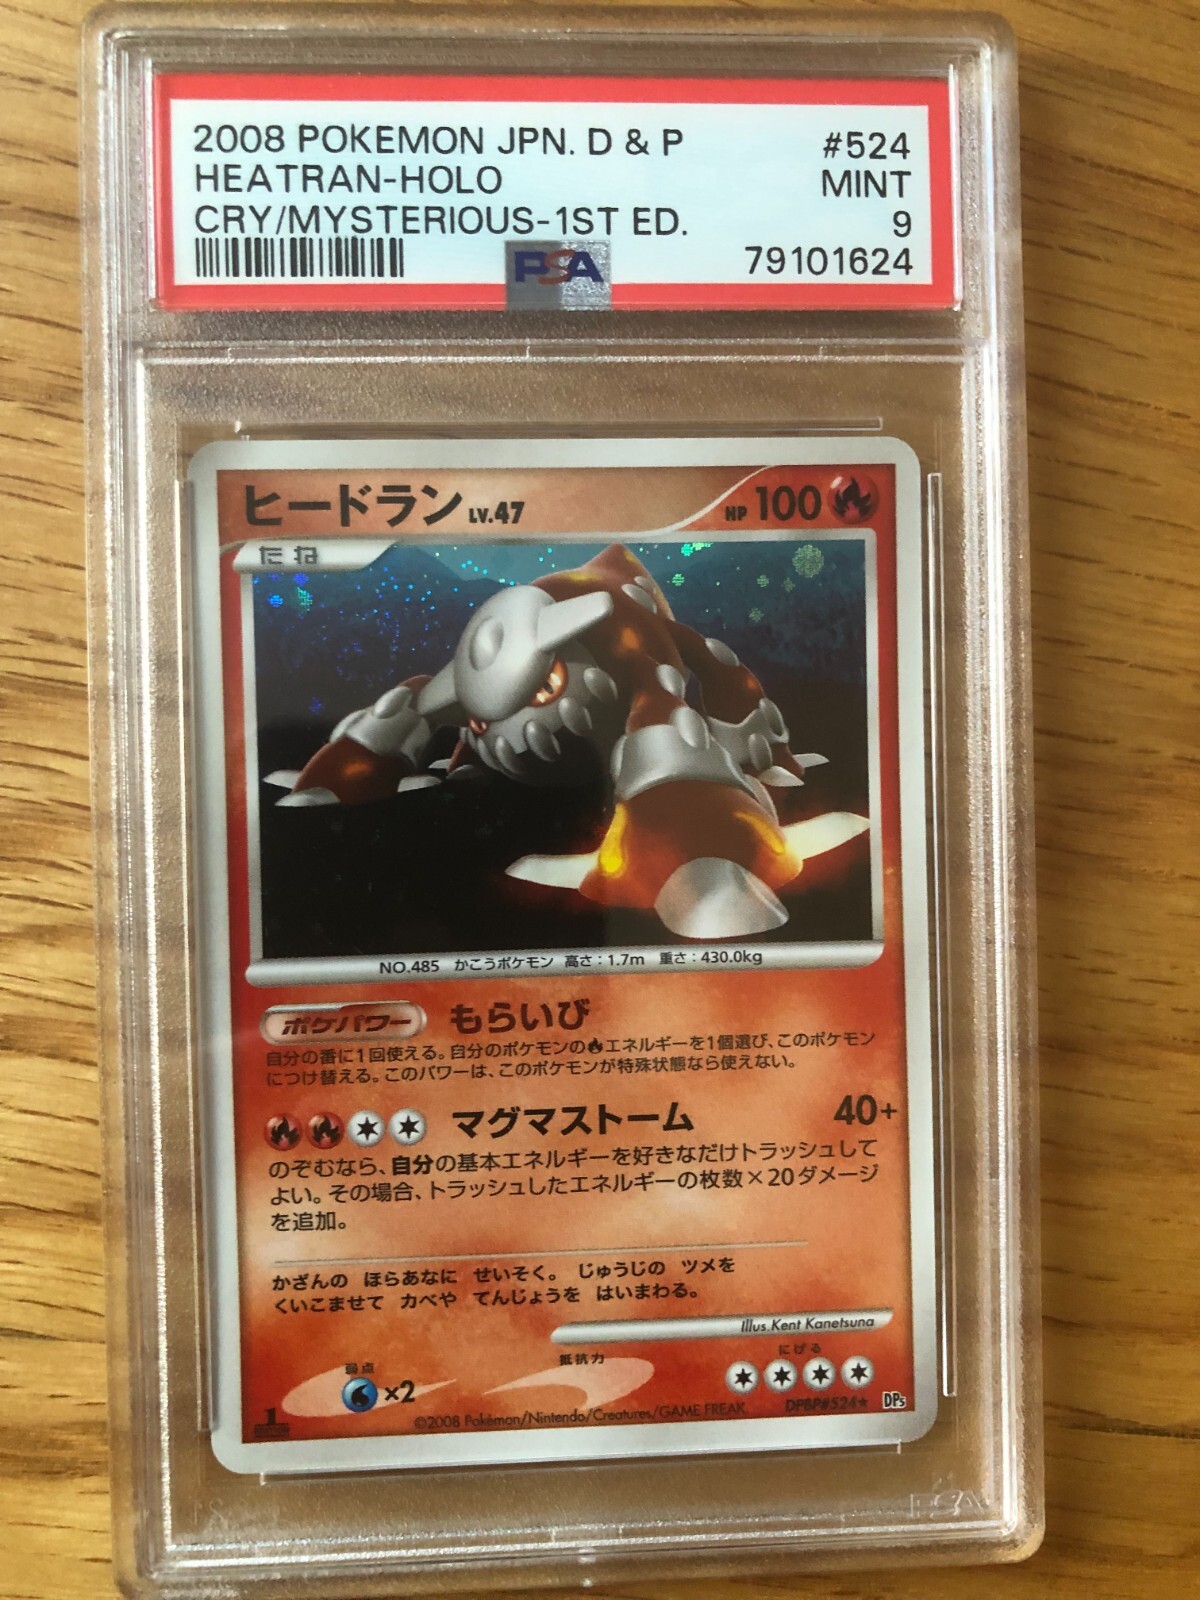 2008 POKEMON JPN. D & P #524
HEATRAN-HOLO MINT
CRY/MYSTERIOUS-1ST ED. 9
PSA 79101624
ヒードラン LV.47 HP 100
たね
NO.485 かこうポケモン 高さ:1.7m 重さ:430.0kg
ポケパワー もらいび
自分の番に1回使える。自分のポケモンのエネルギーを1個選び、このポケモン
につけ替える。このパワーは、このポケモンが特殊状態なら使えない。
マグマストーム 40+
のぞむなら、自分の基本エネルギーを好きなだけトラッシュして
よい。その場合、トラッシュしたエネルギーの枚数×20ダメージ
を追加。
かざんの ほらあなに せいそく。 じゅうじの ツメを
くいこませて カベや てんじょうを はいまわる。
Illus.Kent Kanetsuna
弱点 ×2 抵抗力 にげる
1
©2008 Pokémon/Nintendo/Creatures/GAME FREAK. DPBP#524★ DPs
PSA